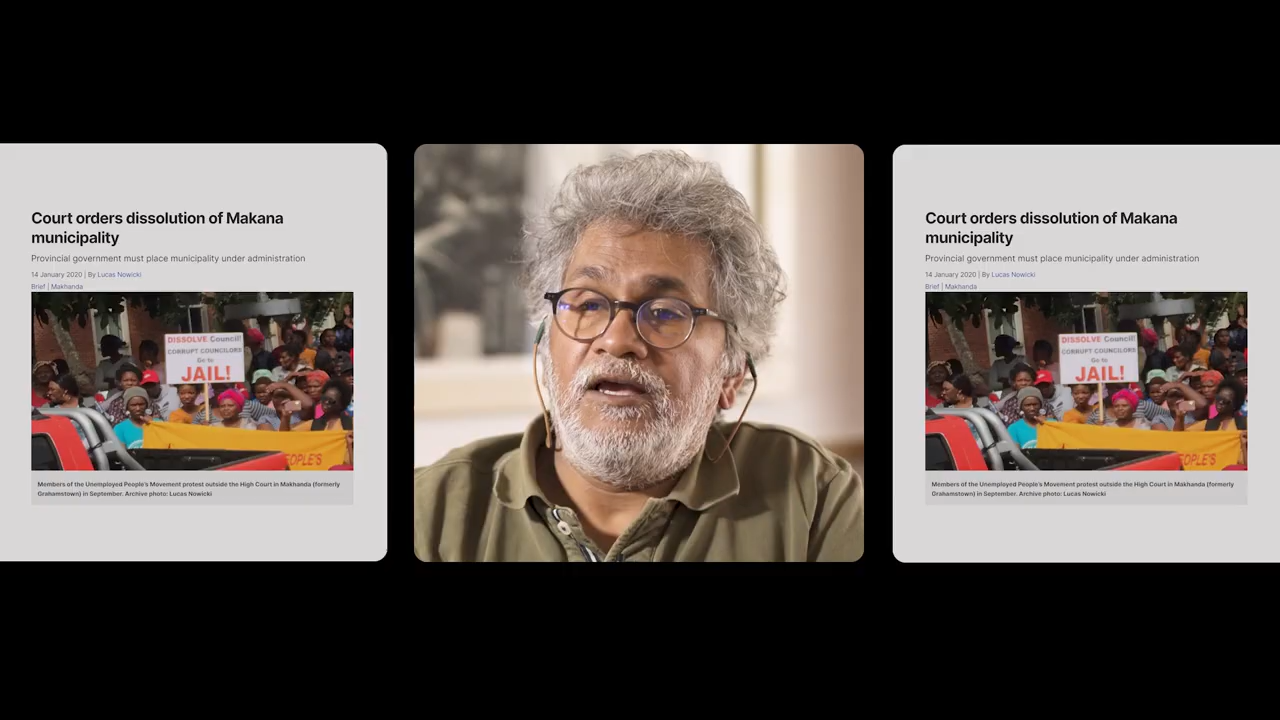 Court orders dissolution of Makana
municipality
Provincial government must place municipality under administration
14 January 2020 | By Lucas Nowicki
Brief | Makhanda
DISSOLVE Council!
CORRUPT COUNCILORS
Go to
JAIL!
EOPLE'S
Members of the Unemployed People's Movement protest outside the High Court in Makhanda (formerly
Grahamstown) in September. Archive photo: Lucas Nowicki
Court orders dissolution of Makana
municipality
Provincial government must place municipality under administration
14 January 2020 | By Lucas Nowicki
Brief | Makhanda
DISSOLVE Council!
CORRUPT COUNCILORS
Go to
JAIL!
EOPLE'S
Members of the Unemployed People's Movement protest outside the High Court in Makhanda (formerly
Grahamstown) in September. Archive photo: Lucas Nowicki